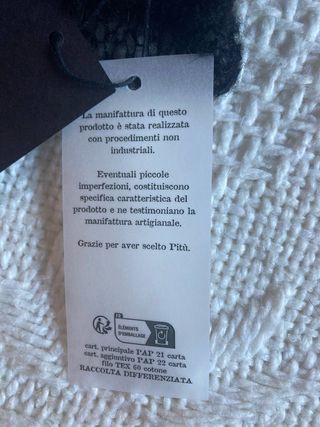 La manifattura di questo
prodotto è stata realizzata
con procedimenti non
industriali.
Eventuali piccole
imperfezioni, costituiscono
specifica caratteristica del
prodotto e ne testimoniano la
manifattura artigianale.
Grazie per aver scelto Pitù.
FR
ÉLÉMENTS
D'EMBALLAGE
cart. principale PAP 21 carta
cart. aggiuntivo PAP 22 carta
filo TEX 60 cotone
RACCOLTA DIFFERENZIATA